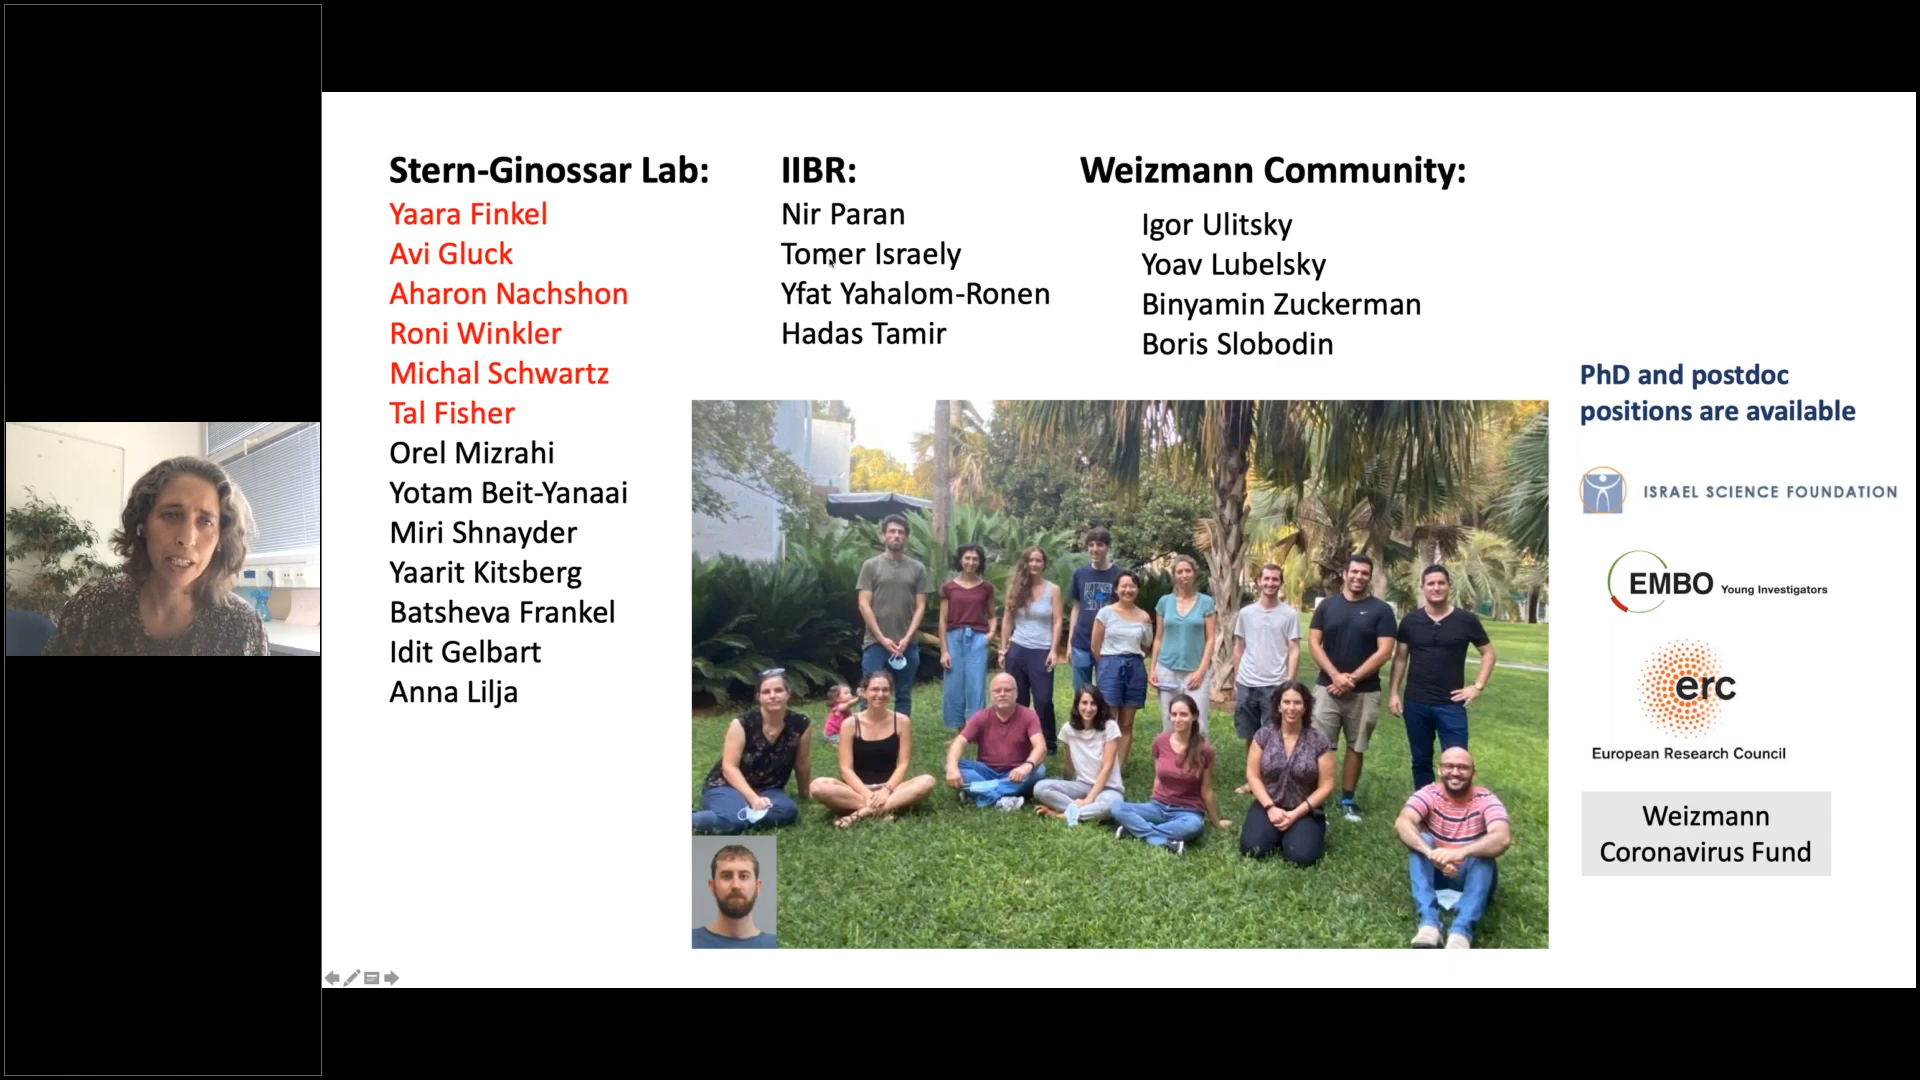 Stern-Ginossar Lab:
Yaara Finkel
Avi Gluck
Aharon Nachshon
Roni Winkler
Michal Schwartz
Tal Fisher
Orel Mizrahi
Yotam Beit-Yanaai
Miri Shnayder
Yaarit Kitsberg
Batsheva Frankel
Idit Gelbart
Anna Lilja
IIBR:
Nir Paran
Tomer Israely
Yfat Yahalom-Ronen
Hadas Tamir
Weizmann Community:
Igor Ulitsky
Yoav Lubelsky
Binyamin Zuckerman
Boris Slobodin
PhD and postdoc
positions are available
ISRAEL SCIENCE FOUNDATION
EMBO Young Investigators
erc
European Research Council
Weizmann
Coronavirus Fund